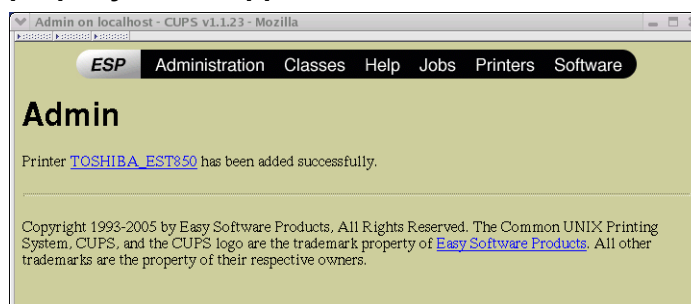 Admin on localhost - CUPS v1.1.23 - Mozilla
ESP Administration Classes Help Jobs Printers Software
Admin
Printer TOSHIBA_EST850 has been added successfully.
Copyright 1993-2005 by Easy Software Products, All Rights Reserved. The Common UNIX Printing
System, CUPS, and the CUPS logo are the trademark property of Easy Software Products. All other
trademarks are the property of their respective owners.